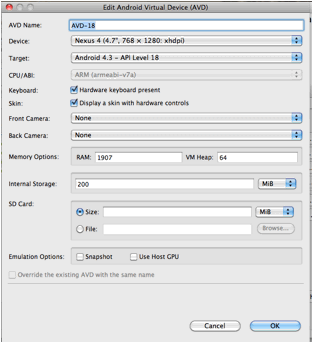 Edit Android Virtual Device (AVD)
AVD Name: AVD-18
Device: Nexus 4 (4.7", 768 × 1280: xhdpi)
Target: Android 4.3 - API Level 18
CPU/ABI: ARM (armeabi-v7a)
Keyboard: Hardware keyboard present
Skin: Display a skin with hardware controls
Front Camera: None
Back Camera: None
Memory Options: RAM: 1907 VM Heap: 64
Internal Storage: 200 MiB
SD Card:
Size: MiB
File: Browse...
Emulation Options: Snapshot Use Host GPU
Override the existing AVD with the same name
Cancel OK